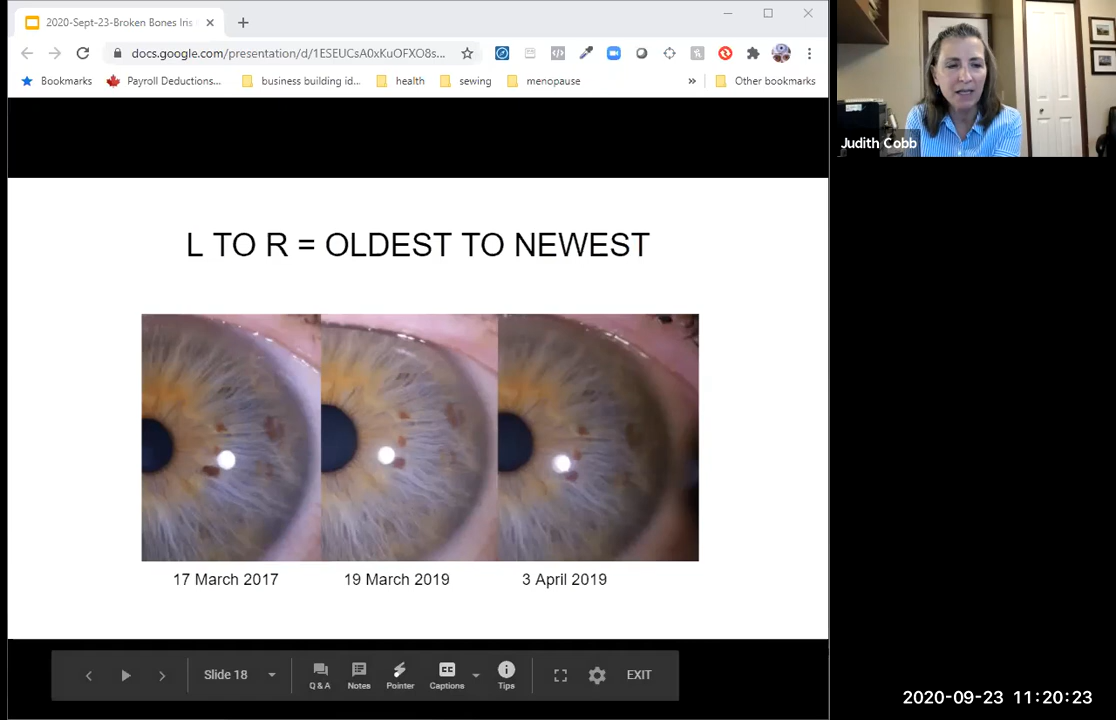 2020-Sept-23-Broken Bones Iris
docs.google.com/presentation/d/1ESEUCsA0xKuOFXO8s...
Bookmarks
Payroll Deductions...
business building id...
health
sewing
menopause
»
Other bookmarks
Judith Cobb
L TO R = OLDEST TO NEWEST
17 March 2017
19 March 2019
3 April 2019
Slide 18
Q & A
Notes
Pointer
CC
Captions
Tips
EXIT
2020-09-23 11:20:23